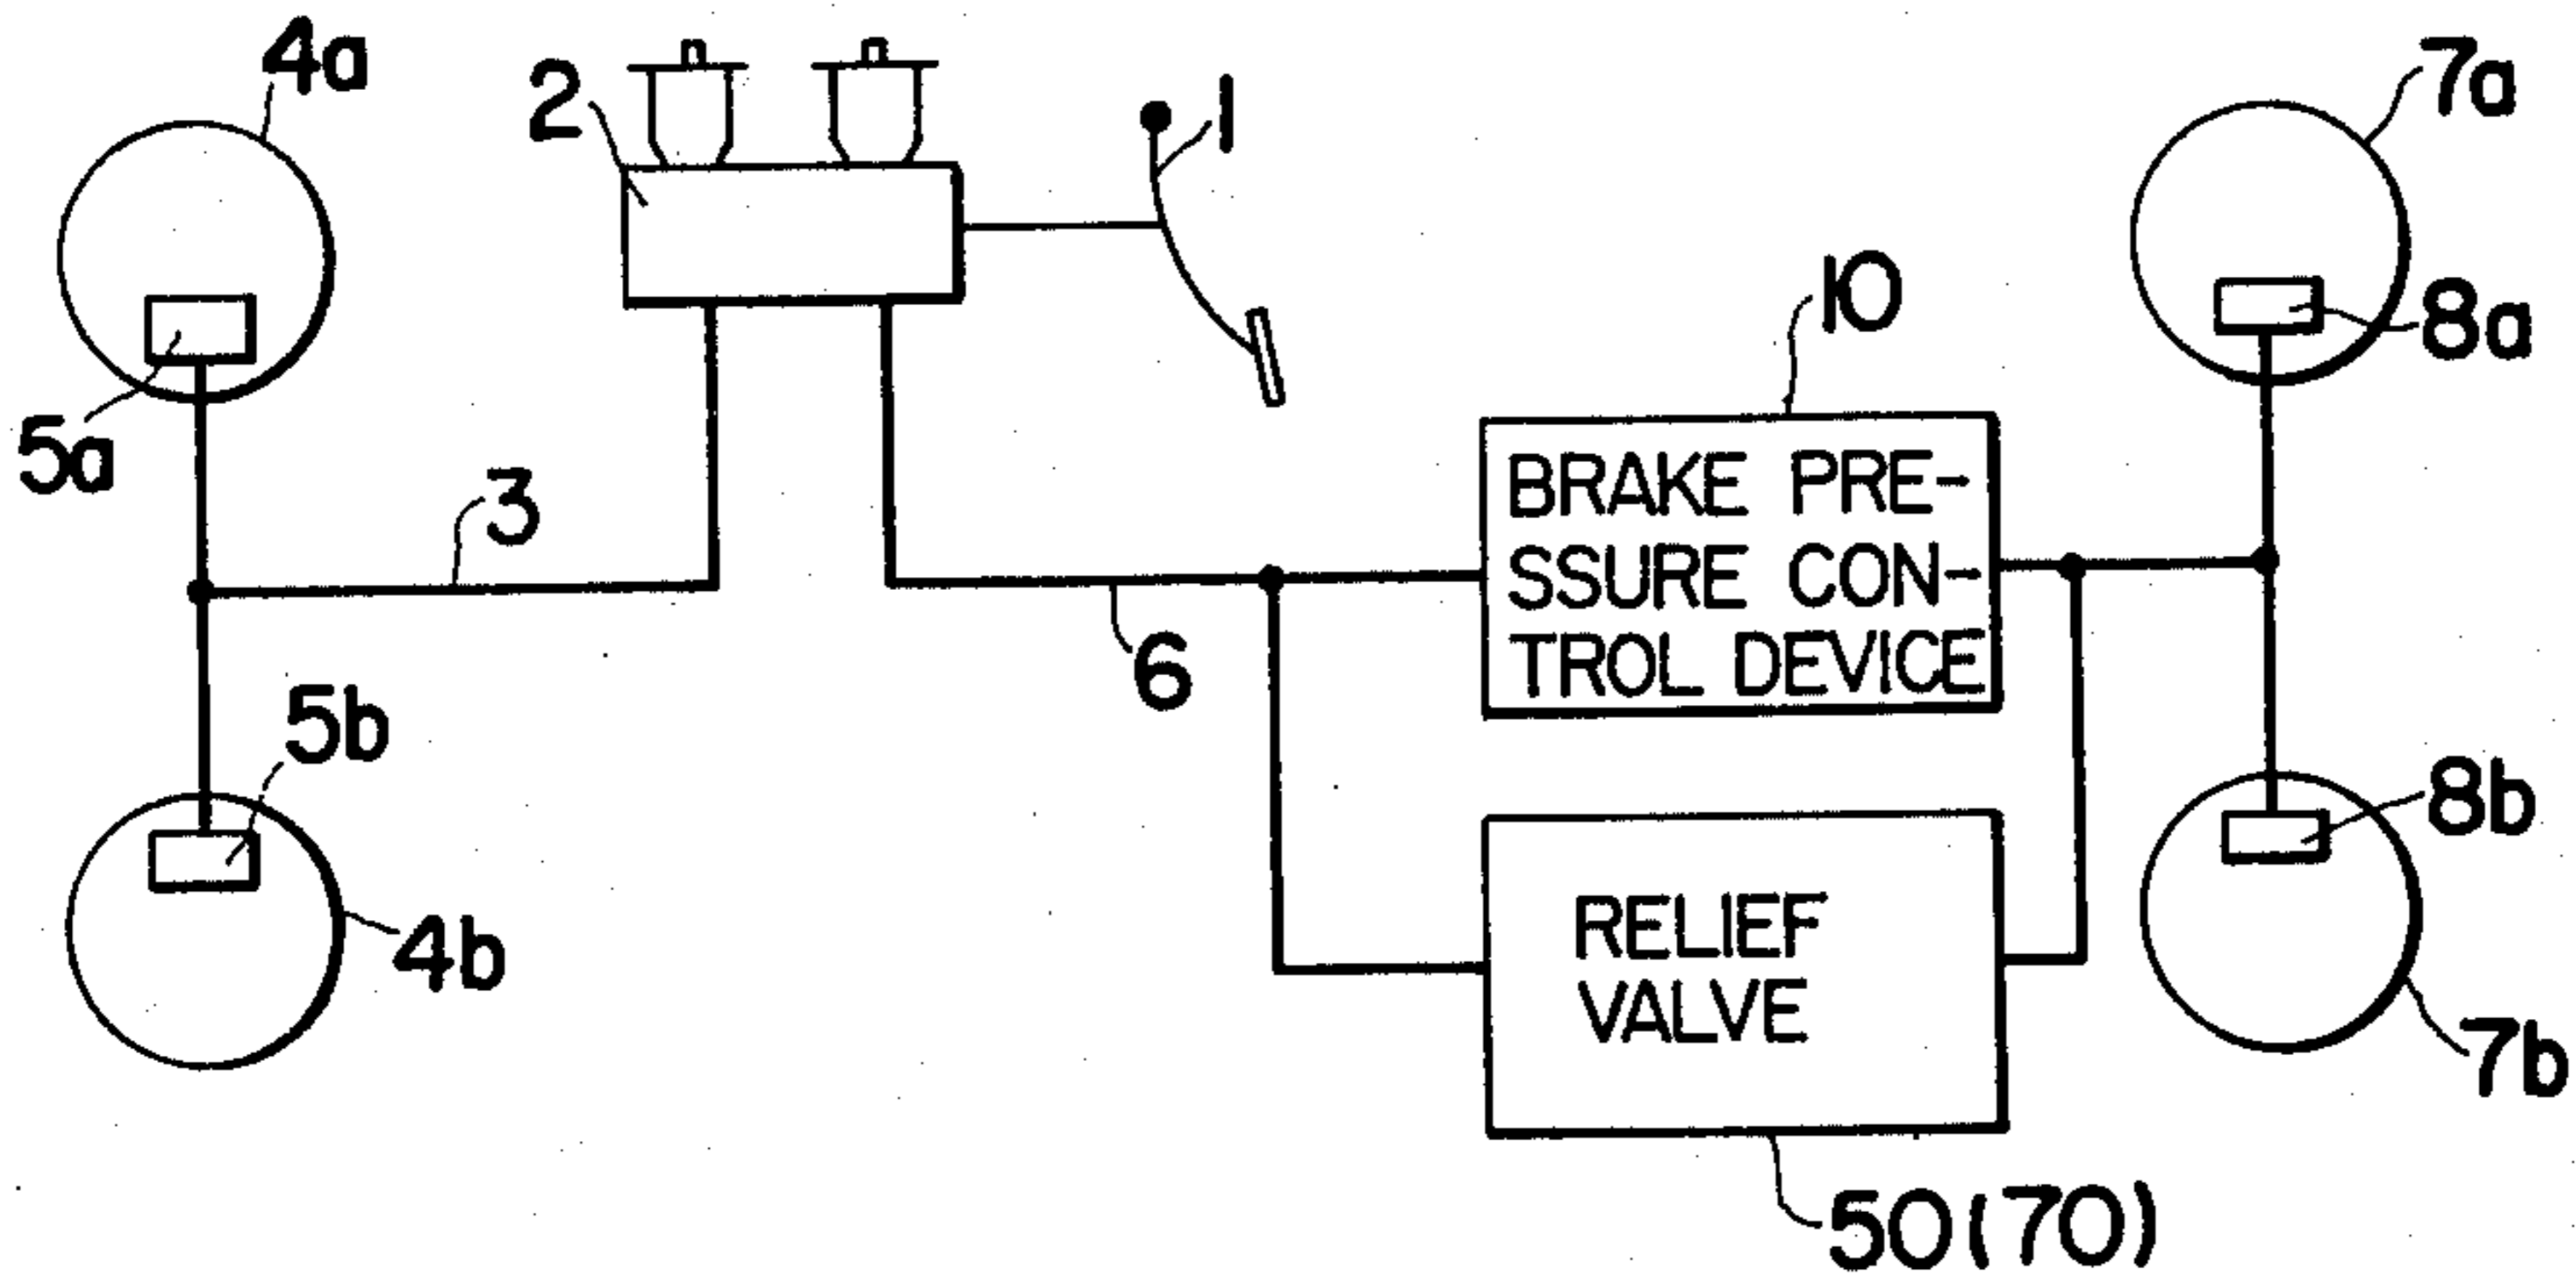 4a
2
1
7a
10
8a
5a
3
BRAKE PRE-
SSURE CON-
TROL DEVICE
6
5b
8b
4b
RELIEF
VALVE
7b
50(70)